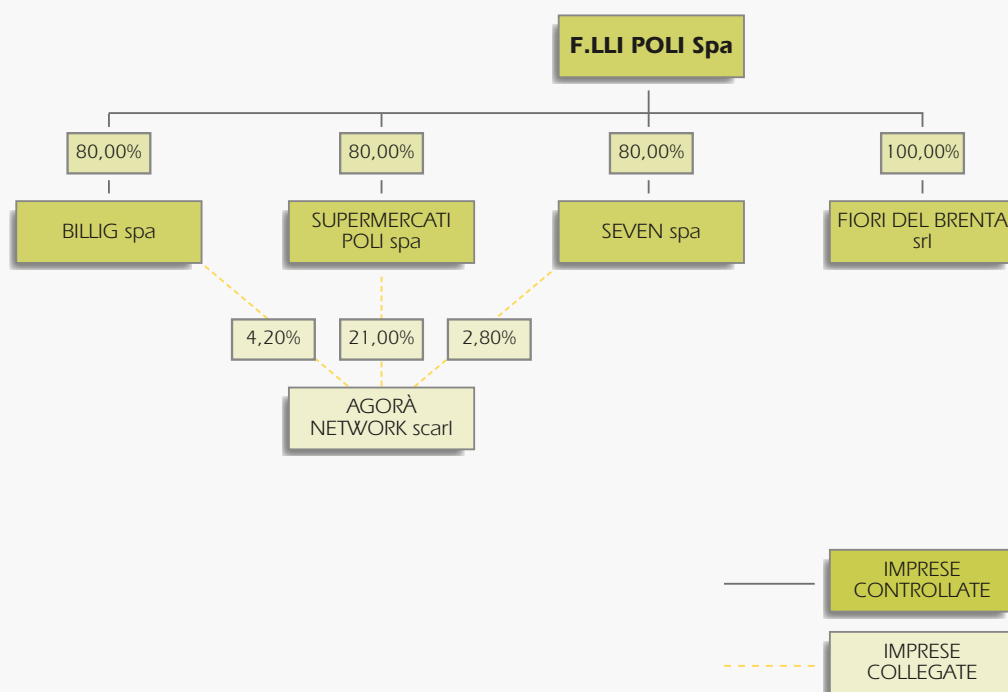 F.LLI POLI Spa
80,00%
80,00%
80,00%
100,00%
BILLIG spa
SUPERMERCATI
POLI spa
SEVEN spa
FIORI DEL BRENTA
srl
4,20%
21,00%
2,80%
AGORÀ
NETWORK scarl
IMPRESE
CONTROLLATE
IMPRESE
COLLEGATE